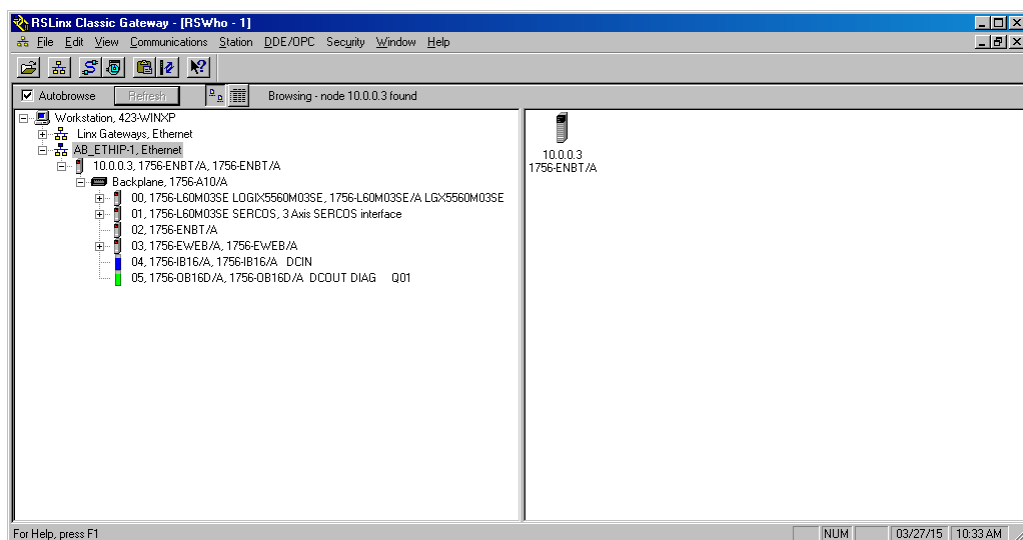 RSLinx Classic Gateway - [RSWho - 1]
File Edit View Communications Station DDE/OPC Security Window Help
Autobrowse Refresh Browsing - node 10.0.0.3 found
Workstation, 423-WINXP
Linx Gateways, Ethernet
AB_ETHIP-1, Ethernet
10.0.0.3, 1756-ENBT/A, 1756-ENBT/A
Backplane, 1756-A10/A
00, 1756-L60M03SE LOGIX5560M03SE, 1756-L60M03SE/A LGX5560M03SE
01, 1756-L60M03SE SERCOS, 3 Axis SERCOS interface
02, 1756-ENBT/A
03, 1756-EWEB/A, 1756-EWEB/A
04, 1756-IB16/A, 1756-IB16/A DCIN
05, 1756-OB16D/A, 1756-OB16D/A DCOUT DIAG Q01
10.0.0.3
1756-ENBT/A
For Help, press F1
NUM 03/27/15 10:33 AM